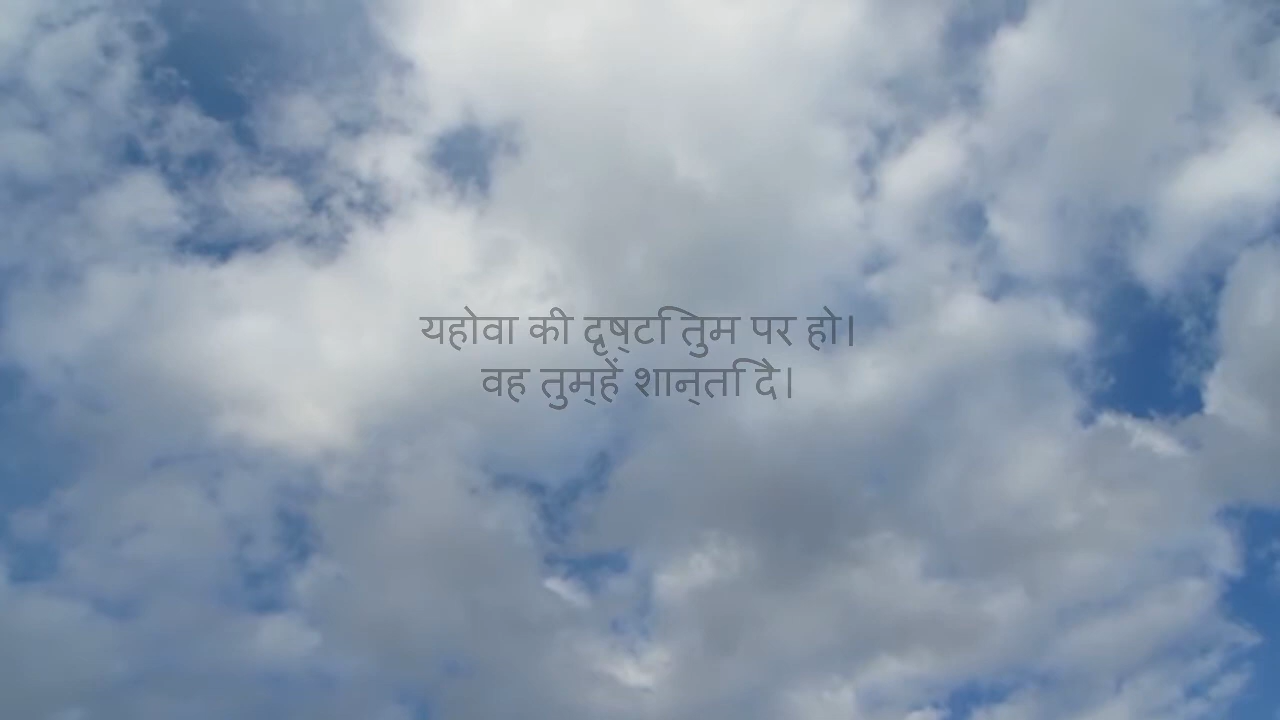 यहोवा की दृष्टि तुम पर हो।
वह तुम्हें शान्ति दे।